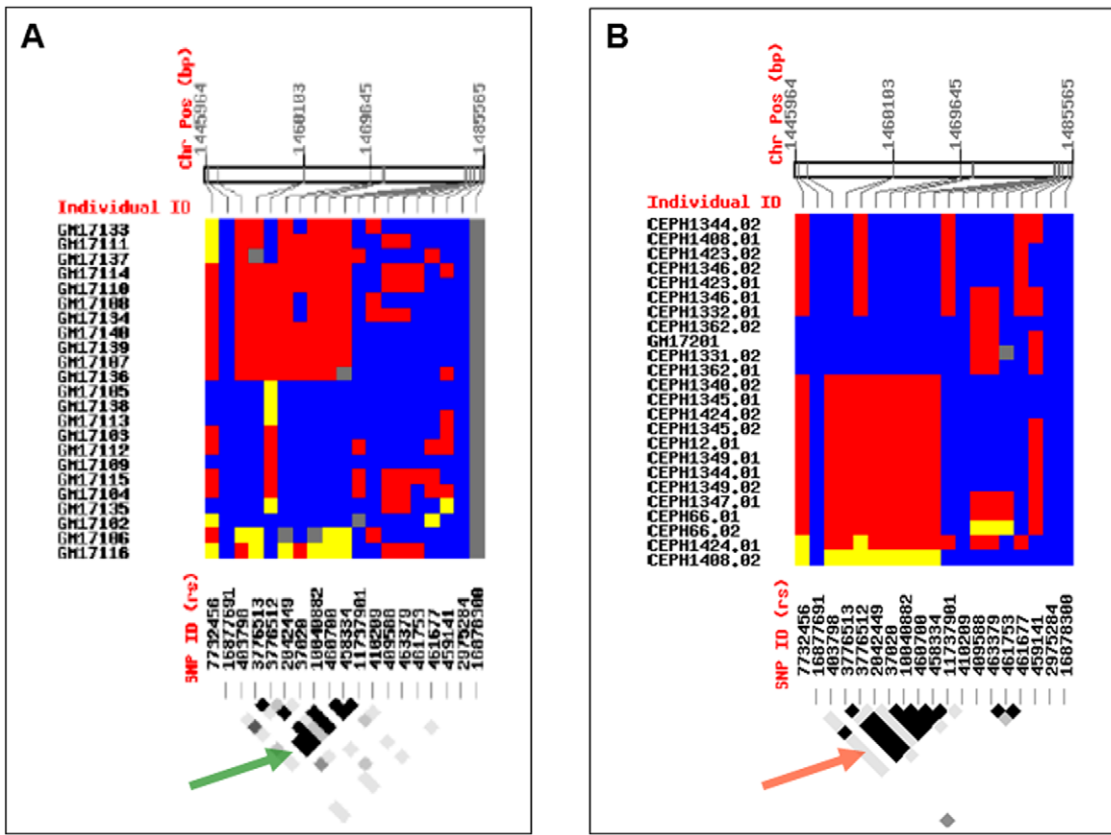 A
Chr Pos (bp)
1445964
1460103
1469645
1485565
Individual ID
GM17133
GM17111
GM17137
GM17114
GM17110
GM17108
GM17134
GM17140
GM17139
GM17107
GM17136
GM17105
GM17138
GM17113
GM17103
GM17112
GM17109
GM17115
GM17104
GM17135
GM17102
GM17106
GM17116
SNP ID (rs)
7732456
16877691
403798
3776513
3776512
2042449
37020
10040882
460700
458334
11737901
410209
409588
463379
461753
461677
459141
2975284
16878300
B
Chr Pos (bp)
1445964
1460103
1469645
1485565
Individual ID
CEPH1344.02
CEPH1408.01
CEPH1423.02
CEPH1346.02
CEPH1423.01
CEPH1346.01
CEPH1332.01
CEPH1362.02
GM17201
CEPH1331.02
CEPH1362.01
CEPH1340.02
CEPH1345.01
CEPH1424.02
CEPH1345.02
CEPH12.01
CEPH1349.01
CEPH1344.01
CEPH1349.02
CEPH1347.01
CEPH66.01
CEPH66.02
CEPH1424.01
CEPH1408.02
SNP ID (rs)
7732456
16877691
403798
3776513
3776512
2042449
37020
10040882
460700
458334
11737901
410209
409588
463379
461753
461677
459141
2975284
16878300